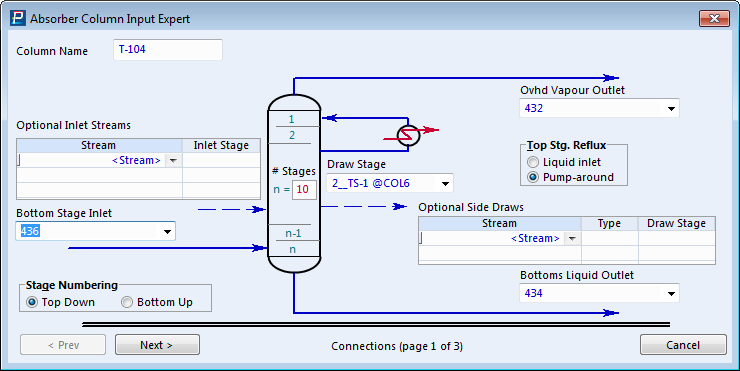 Absorber Column Input Expert
Column Name
T-104
Ovhd Vapour Outlet
432
Optional Inlet Streams
Stream Inlet Stage
<Stream>
1
2
Top Stg. Reflux
Liquid inlet
Pump-around
# Stages
n = 10
Draw Stage
2__TS-1 @COL6
Bottom Stage Inlet
436
Optional Side Draws
Stream Type Draw Stage
<Stream>
n-1
n
Bottoms Liquid Outlet
434
Stage Numbering
Top Down Bottom Up
< Prev Next > Connections (page 1 of 3) Cancel